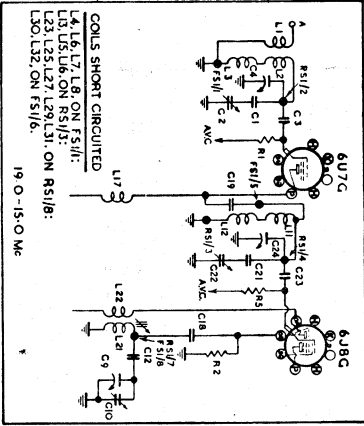 COILS SHORT CIRCUITED
L4, L6, L7, L8, ON FS1/1:
L13, L15, L16, ON RS1/3:
L23, L25, L27, L29, L31, ON RS1/8:
L30, L32, ON FS1/6.
19.0-15.0 Mc
A
L1
L2
L3
C4
FS1/1
RS1/2
C2
C1
C3
A.V.C.
R1
6U7G
L17
C19
FS1/5
L12
L11
RS1/3
RS1/4
C24
C22
C21
C23
A.V.C.
R5
L22
L21
C18
R2
RS1/7
FS1/8
C12
C9
C10
6J8G